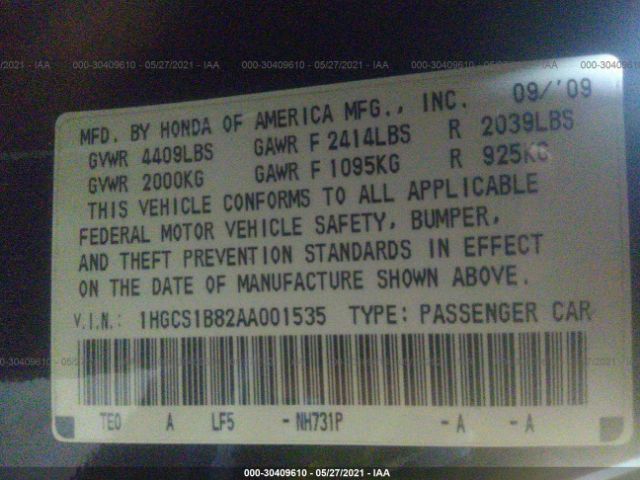 /2021 - IAA 000-30409610 - 05/27/2021 - IAA 000-30409610 - 05/27/2021 - IAA 000-30409610 - 05
MFD. BY HONDA OF AMERICA MFG., INC. 09/'09
GVWR 4409LBS GAWR F 2414LBS R 2039LBS
GVWR 2000KG GAWR F 1095KG R 925KG
THIS VEHICLE CONFORMS TO ALL APPLICABLE
FEDERAL MOTOR VEHICLE SAFETY, BUMPER,
AND THEFT PREVENTION STANDARDS IN EFFECT
ON THE DATE OF MANUFACTURE SHOWN ABOVE.
V.I.N.: 1HGCS1B82AA001535 TYPE: PASSENGER CAR
TE0 A LF5 - NH731P - A - A
000-30409610 - 05/27/2021 - IAA